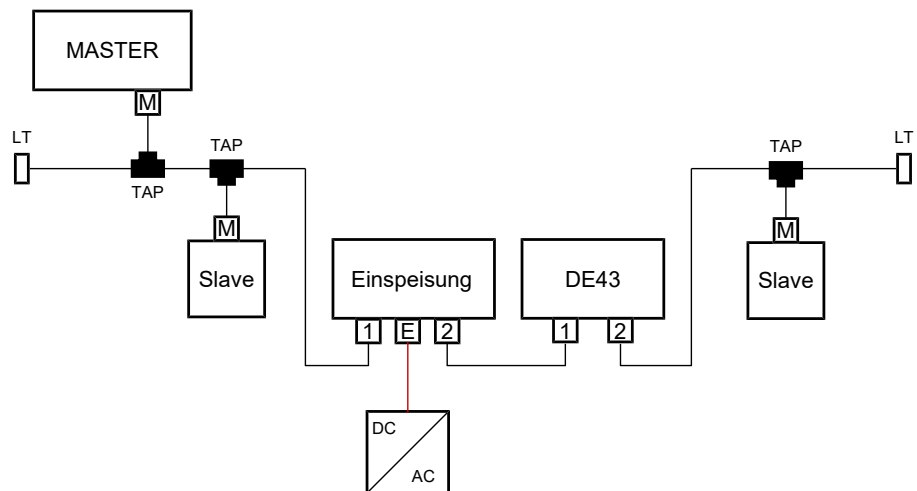 MASTER
M
LT
TAP
TAP
TAP
LT
M
M
Slave
Einspeisung
DE43
Slave
1
E
2
1
2
DC
AC